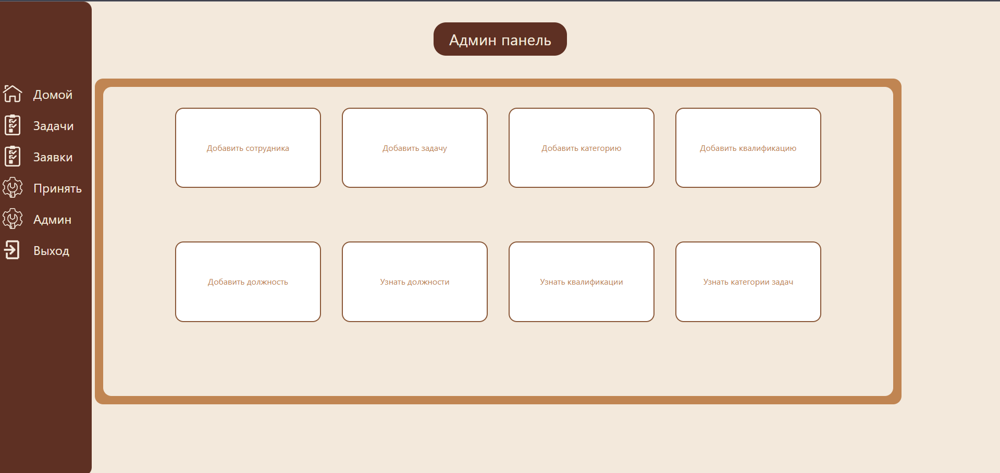 Админ панель
Домой
Задачи
Заявки
Принять
Админ
Выход
Добавить сотрудника
Добавить задачу
Добавить категорию
Добавить квалификацию
Добавить должность
Узнать должности
Узнать квалификации
Узнать категории задач